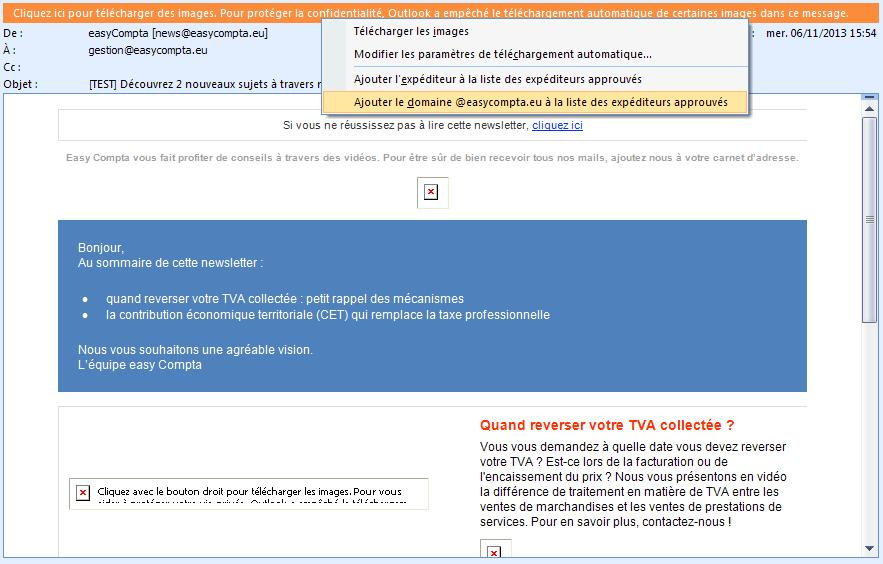 Cliquez ici pour télécharger des images. Pour protéger la confidentialité, Outlook a empêché le téléchargement automatique de certaines images dans ce message.
De : easyCompta [news@easycompta.eu] : mer. 06/11/2013 15:54
À : gestion@easycompta.eu
Cc :
Objet : [TEST] Découvrez 2 nouveaux sujets à travers
Télécharger les images
Modifier les paramètres de téléchargement automatique...
Ajouter l'expéditeur à la liste des expéditeurs approuvés
Ajouter le domaine @easycompta.eu à la liste des expéditeurs approuvés
Si vous ne réussissez pas à lire cette newsletter, cliquez ici
Easy Compta vous fait profiter de conseils à travers des vidéos. Pour être sûr de bien recevoir tous nos mails, ajoutez nous à votre carnet d'adresse.
Bonjour,
Au sommaire de cette newsletter :
• quand reverser votre TVA collectée : petit rappel des mécanismes
• la contribution économique territoriale (CET) qui remplace la taxe professionnelle
Nous vous souhaitons une agréable vision.
L'équipe easy Compta
Quand reverser votre TVA collectée ?
Vous vous demandez à quelle date vous devez reverser
votre TVA ? Est-ce lors de la facturation ou de
l'encaissement du prix ? Nous vous présentons en vidéo
la différence de traitement en matière de TVA entre les
ventes de marchandises et les ventes de prestations de
services. Pour en savoir plus, contactez-nous !
Cliquez avec le bouton droit pour télécharger les images. Pour vous
aider à protéger votre vie privée, Outlook a empêché le télécharge